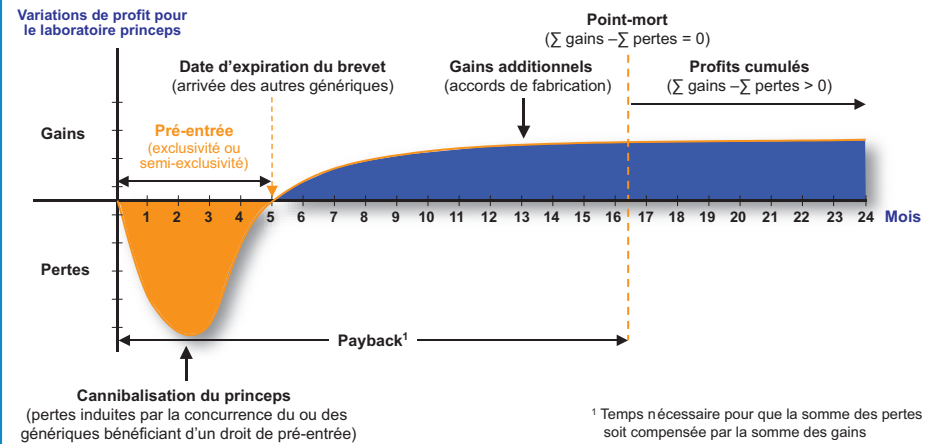 Variations de profit pour
le laboratoire princeps
Point-mort
(∑ gains –∑ pertes = 0)
Date d'expiration du brevet
(arrivée des autres génériques)
Gains additionnels
(accords de fabrication)
Profits cumulés
(∑ gains –∑ pertes > 0)
Gains
Pré-entrée
(exclusivité ou
semi-exclusivité)
1 2 3 4 5 6 7 8 9 10 11 12 13 14 15 16 17 18 19 20 21 22 23 24 Mois
Pertes
Payback¹
Cannibalisation du princeps
(pertes induites par la concurrence du ou des
génériques bénéficiant d'un droit de pré-entrée)
¹ Temps nécessaire pour que la somme des pertes
soit compensée par la somme des gains